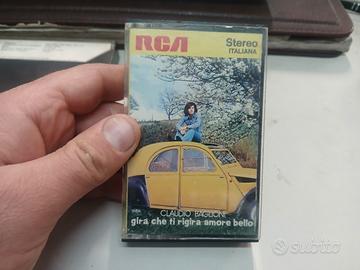 RCA
Stereo
ITALIANA
CLAUDIO BAGLIONI
gira che ti rigira amore bello
subito